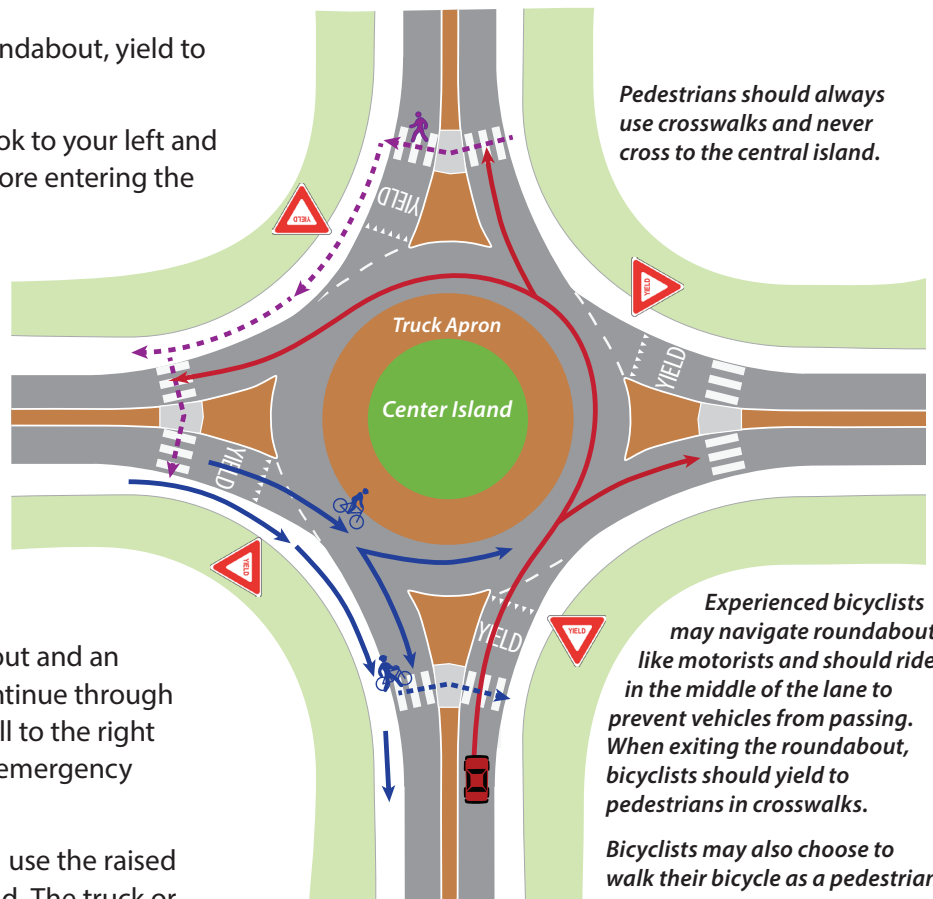 ndabout, yield to
ok to your left and
ore entering the
Pedestrians should always
use crosswalks and never
cross to the central island.
YIELD
YIELD
YIELD
YIELD
Truck Apron
Center Island
YIELD
YIELD
YIELD
YIELD
out and an
ntinue through
ll to the right
emergency
use the raised
d. The truck or
Experienced bicyclists
may navigate roundabout
like motorists and should ride
in the middle of the lane to
prevent vehicles from passing.
When exiting the roundabout,
bicyclists should yield to
pedestrians in crosswalks.
Bicyclists may also choose to
walk their bicycle as a pedestrian